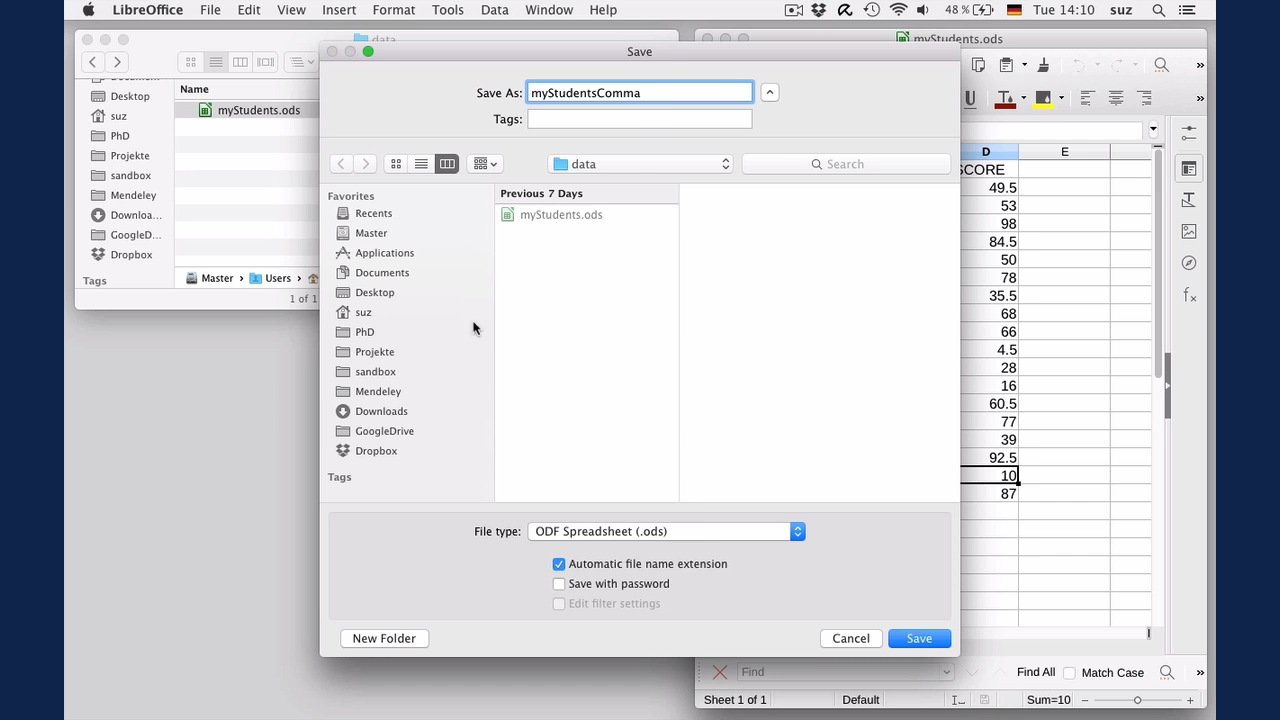 LibreOffice File Edit View Insert Format Tools Data Window Help 48 % Tue 14:10 suz
data
myStudents.ods
Save
Save As: myStudentsComma
Tags:
data
Search
Name
myStudents.ods
Desktop
suz
PhD
Projekte
sandbox
Mendeley
Downloa...
GoogleD...
Dropbox
Tags
Master › Users ›
1 of 1
Favorites
Recents
Master
Applications
Documents
Desktop
suz
PhD
Projekte
sandbox
Mendeley
Downloads
GoogleDrive
Dropbox
Tags
Previous 7 Days
myStudents.ods
File type: ODF Spreadsheet (.ods)
Automatic file name extension
Save with password
Edit filter settings
New Folder Cancel Save
D E
SCORE
49.5
53
98
84.5
50
78
35.5
68
66
4.5
28
16
60.5
77
39
92.5
10
87
Find Find All Match Case
Sheet 1 of 1 Default Sum=10